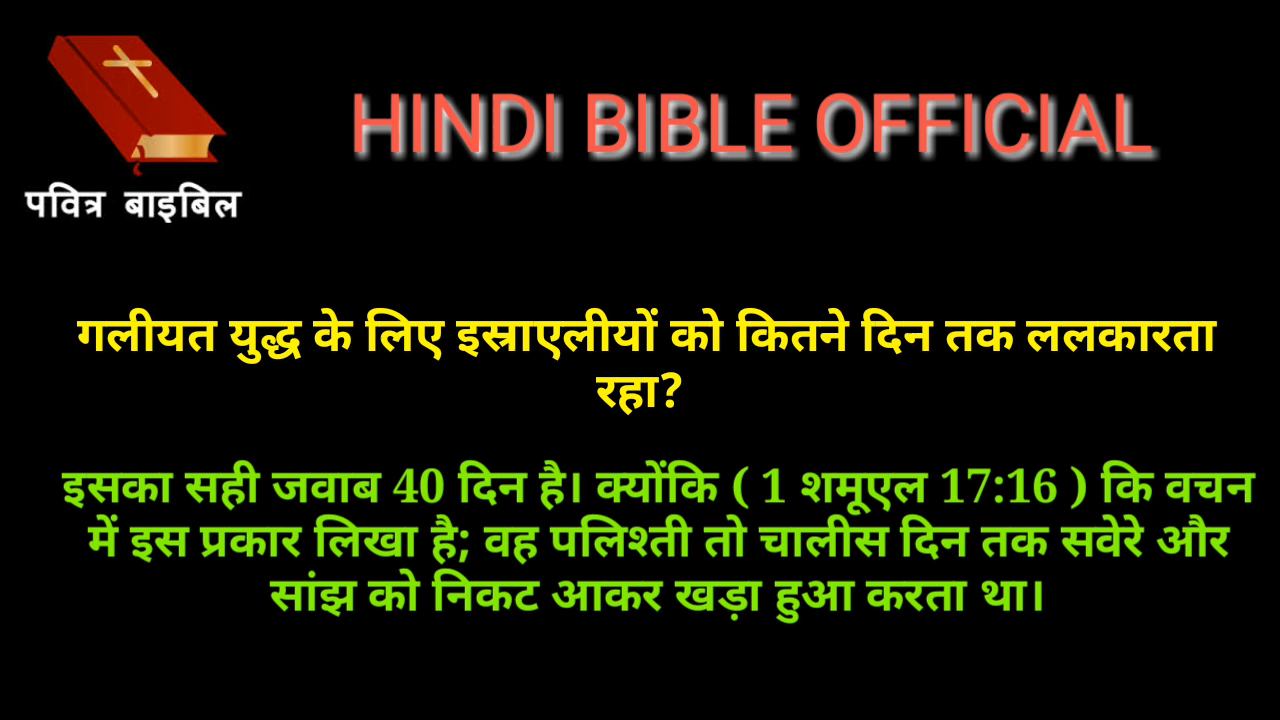 HINDI BIBLE OFFICIAL
पवित्र बाइबिल
गलीयत युद्ध के लिए इस्राएलीयों को कितने दिन तक ललकारता
रहा?
इसका सही जवाब 40 दिन है। क्योंकि ( 1 शमूएल 17:16 ) कि वचन
में इस प्रकार लिखा है; वह पलिश्ती तो चालीस दिन तक सवेरे और
सांझ को निकट आकर खड़ा हुआ करता था।